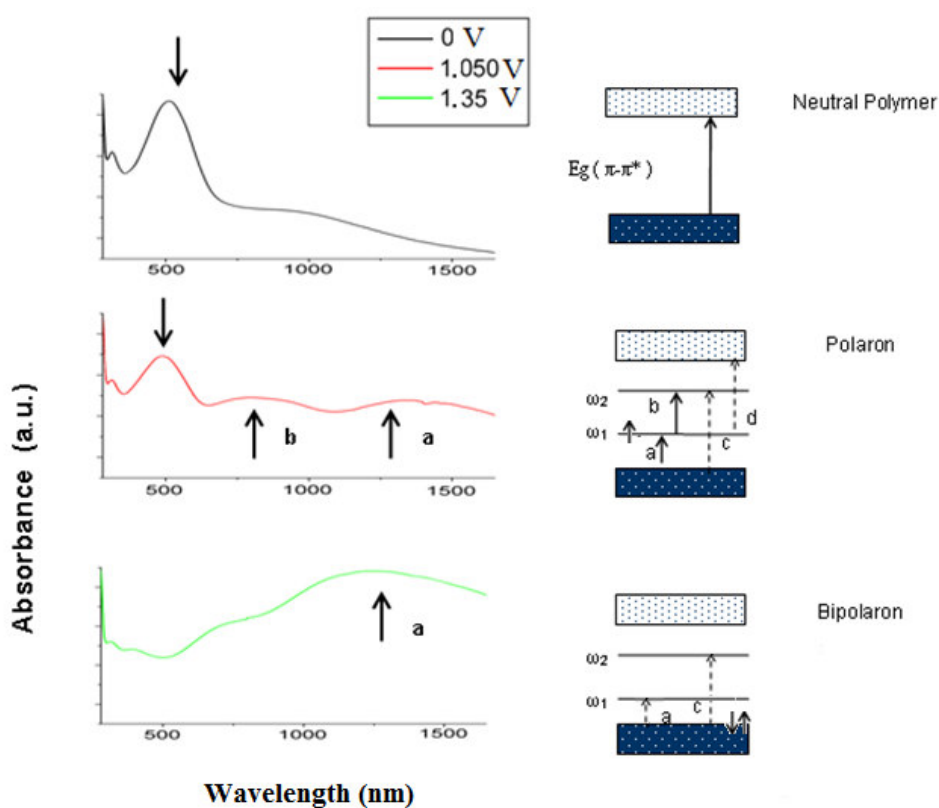 0 V
1.050 V
1.35 V
Neutral Polymer
Eg ( π-π* )
500
1000
1500
Polaron
ω2
b
d
ω1
a
c
b
a
500
1000
1500
Absorbance (a.u.)
Bipolaron
ω2
ω1
a
c
a
500
1000
1500
Wavelength (nm)